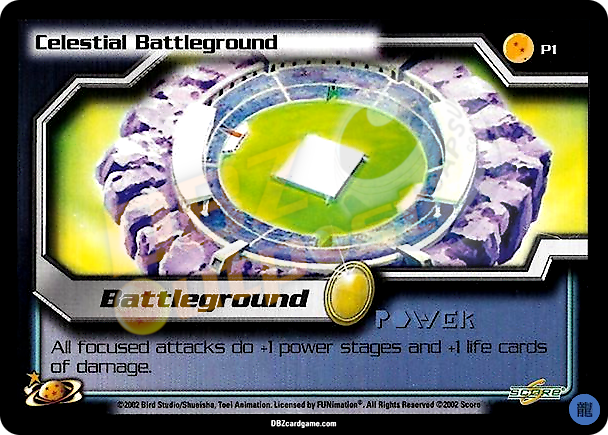 Celestial Battleground
P1
Battleground
POWER
All focused attacks do +1 power stages and +1 life cards
of damage.
SCORE
龍
©2002 Bird Studio/Shueisha, Toei Animation. Licensed by FUNimation®. All Rights Reserved ©2002 Score
DBZcardgame.com